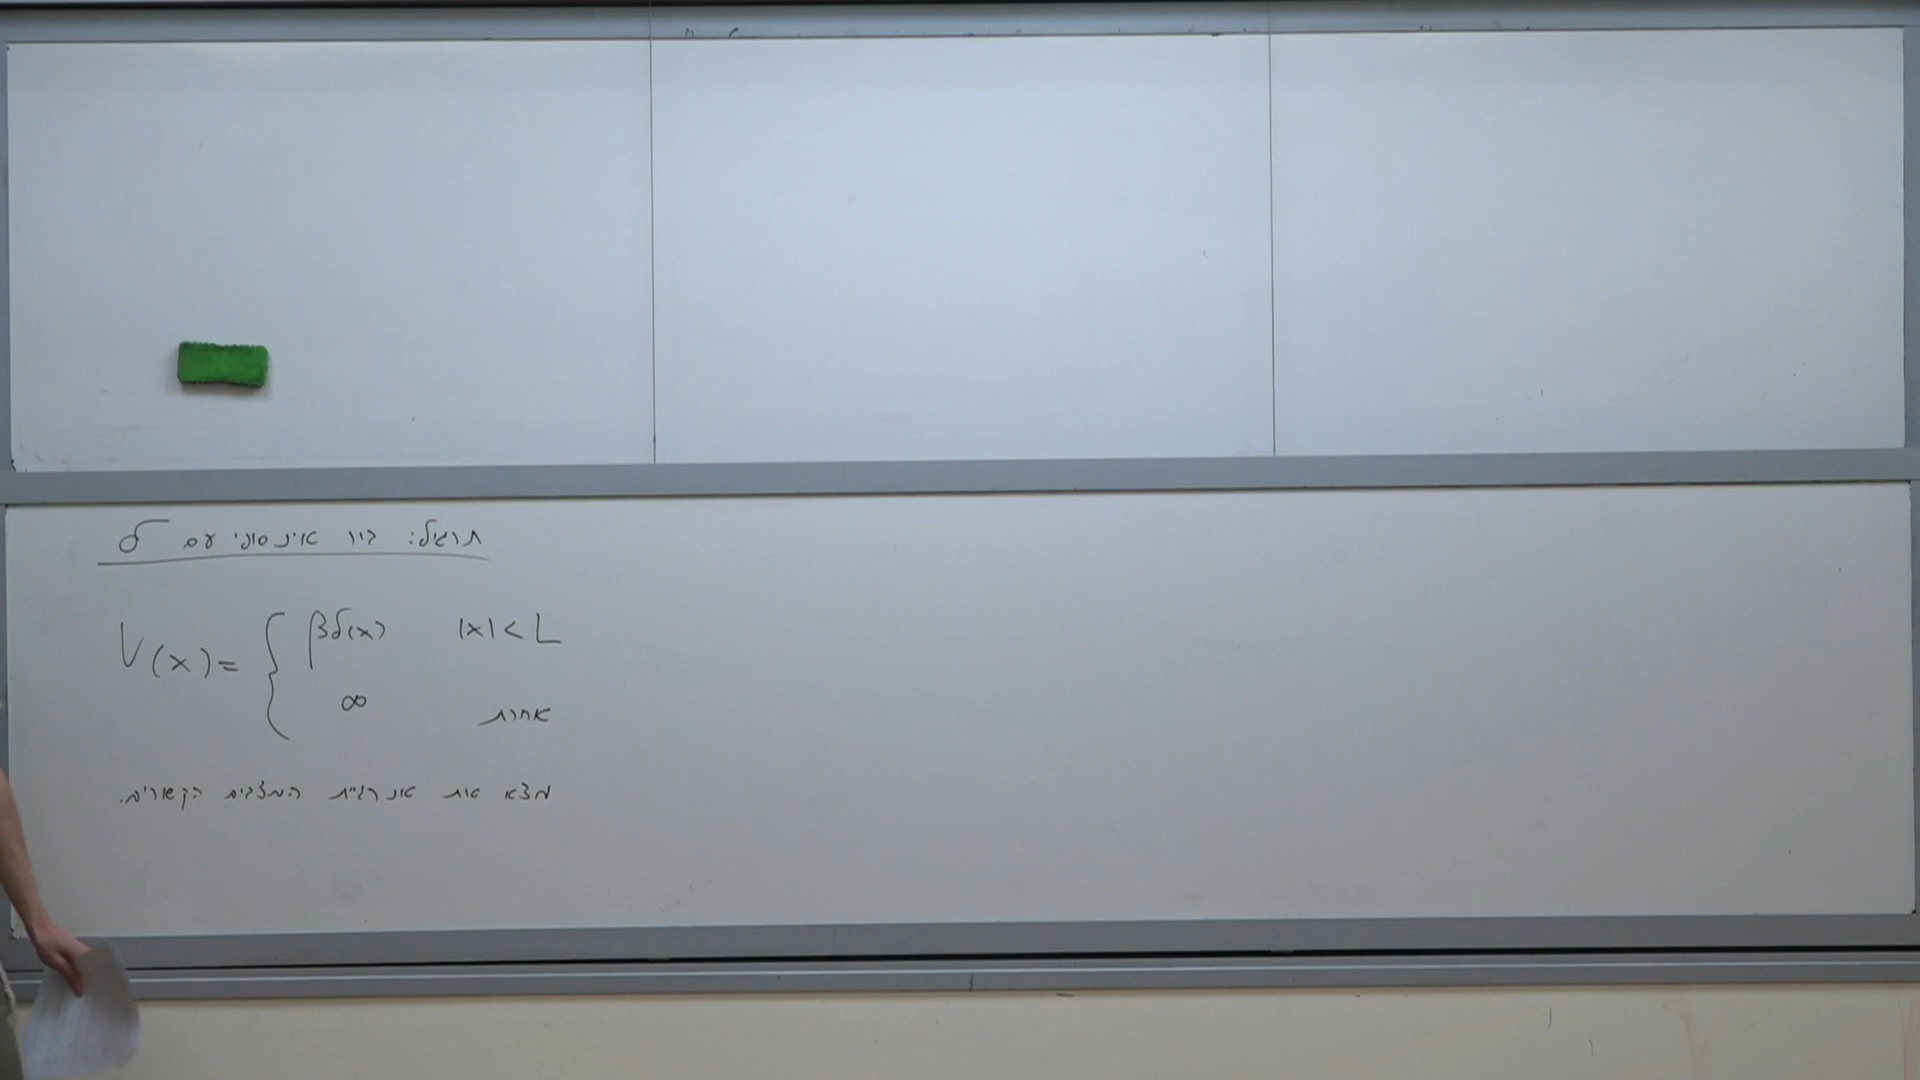 תרגיל: בור אינסופי עם δ
V(x) = { βδ(x) |x| < L
∞ אחרת
מצא את אנרגיית המצבים הקשורים.